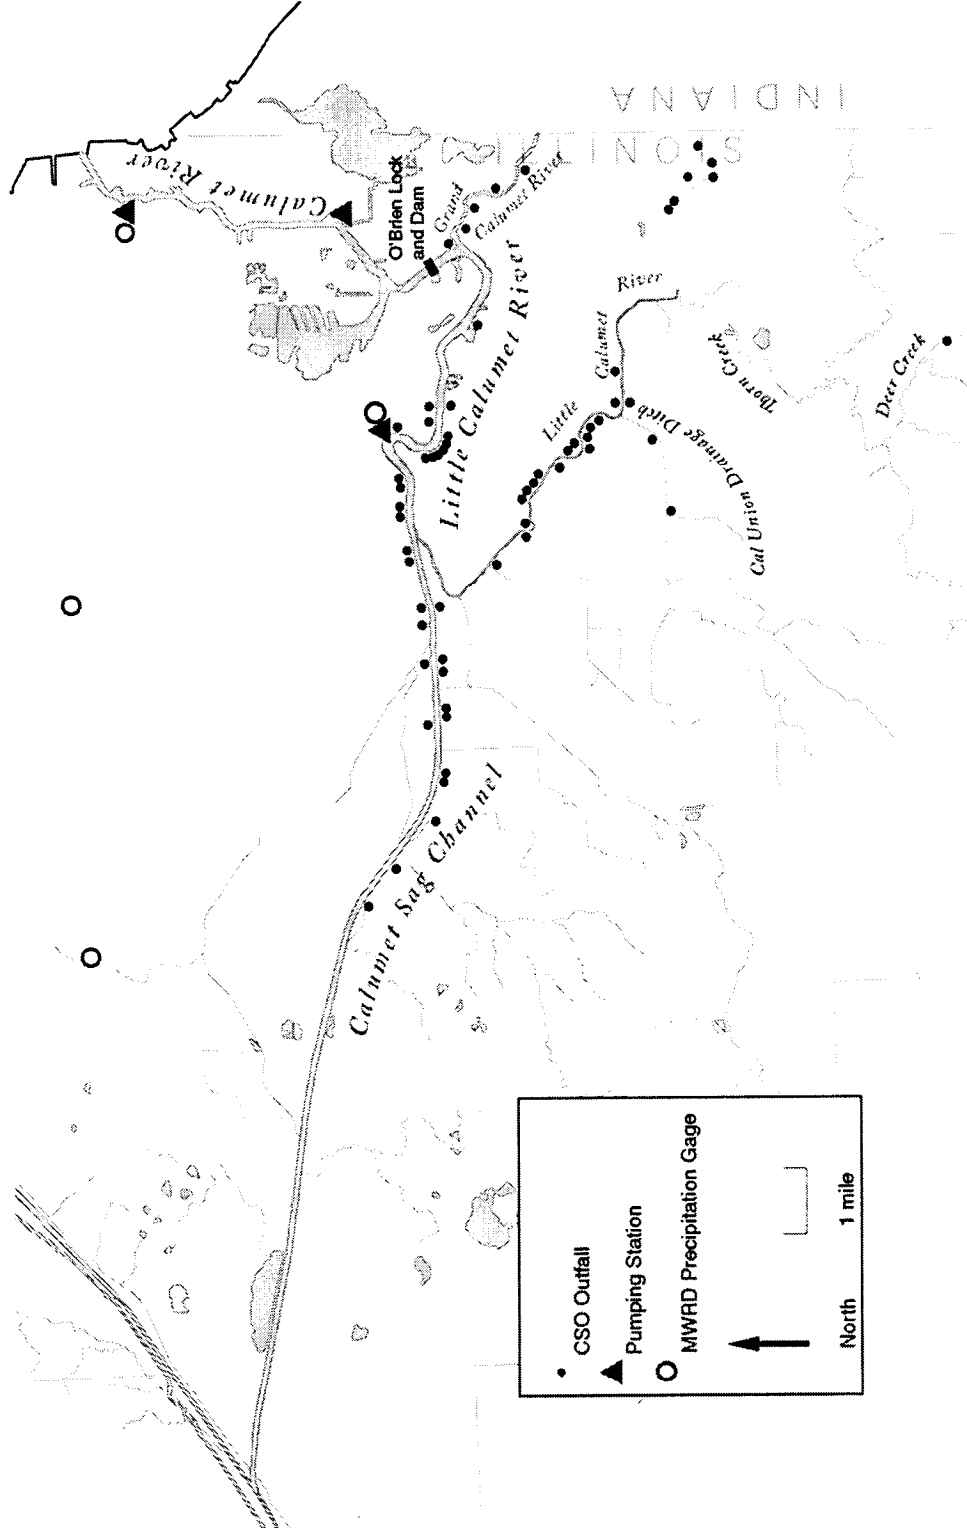 Calumet River
O'Brien Lock
and Dam
Grand
Calumet River
INDIANA
ILLINOIS
Little Calumet River
Little
Calumet
River
Thorn Creek
Deer Creek
Cal Union Drainage Ditch
Calumet Sag Channel
CSO Outfall
Pumping Station
MWRD Precipitation Gage
North
1 mile